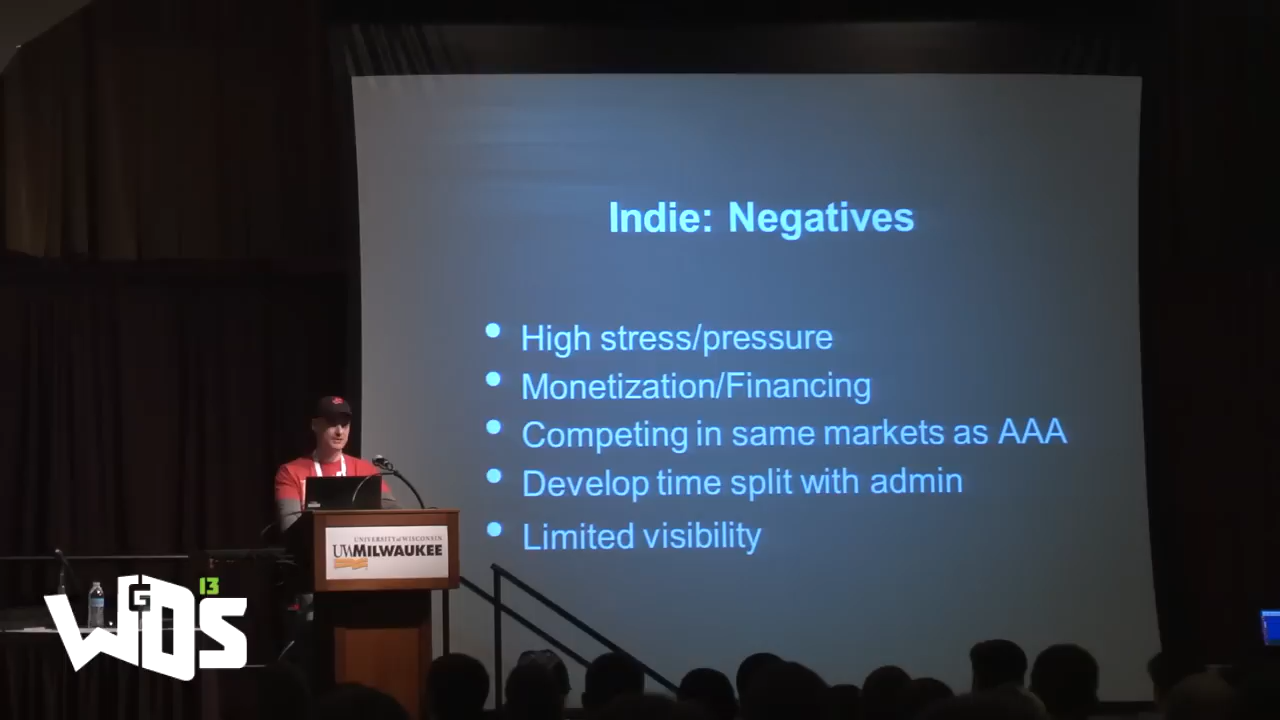 Indie: Negatives
• High stress/pressure
• Monetization/Financing
• Competing in same markets as AAA
• Develop time split with admin
• Limited visibility
UNIVERSITY of WISCONSIN
UWMILWAUKEE
WGDS 13